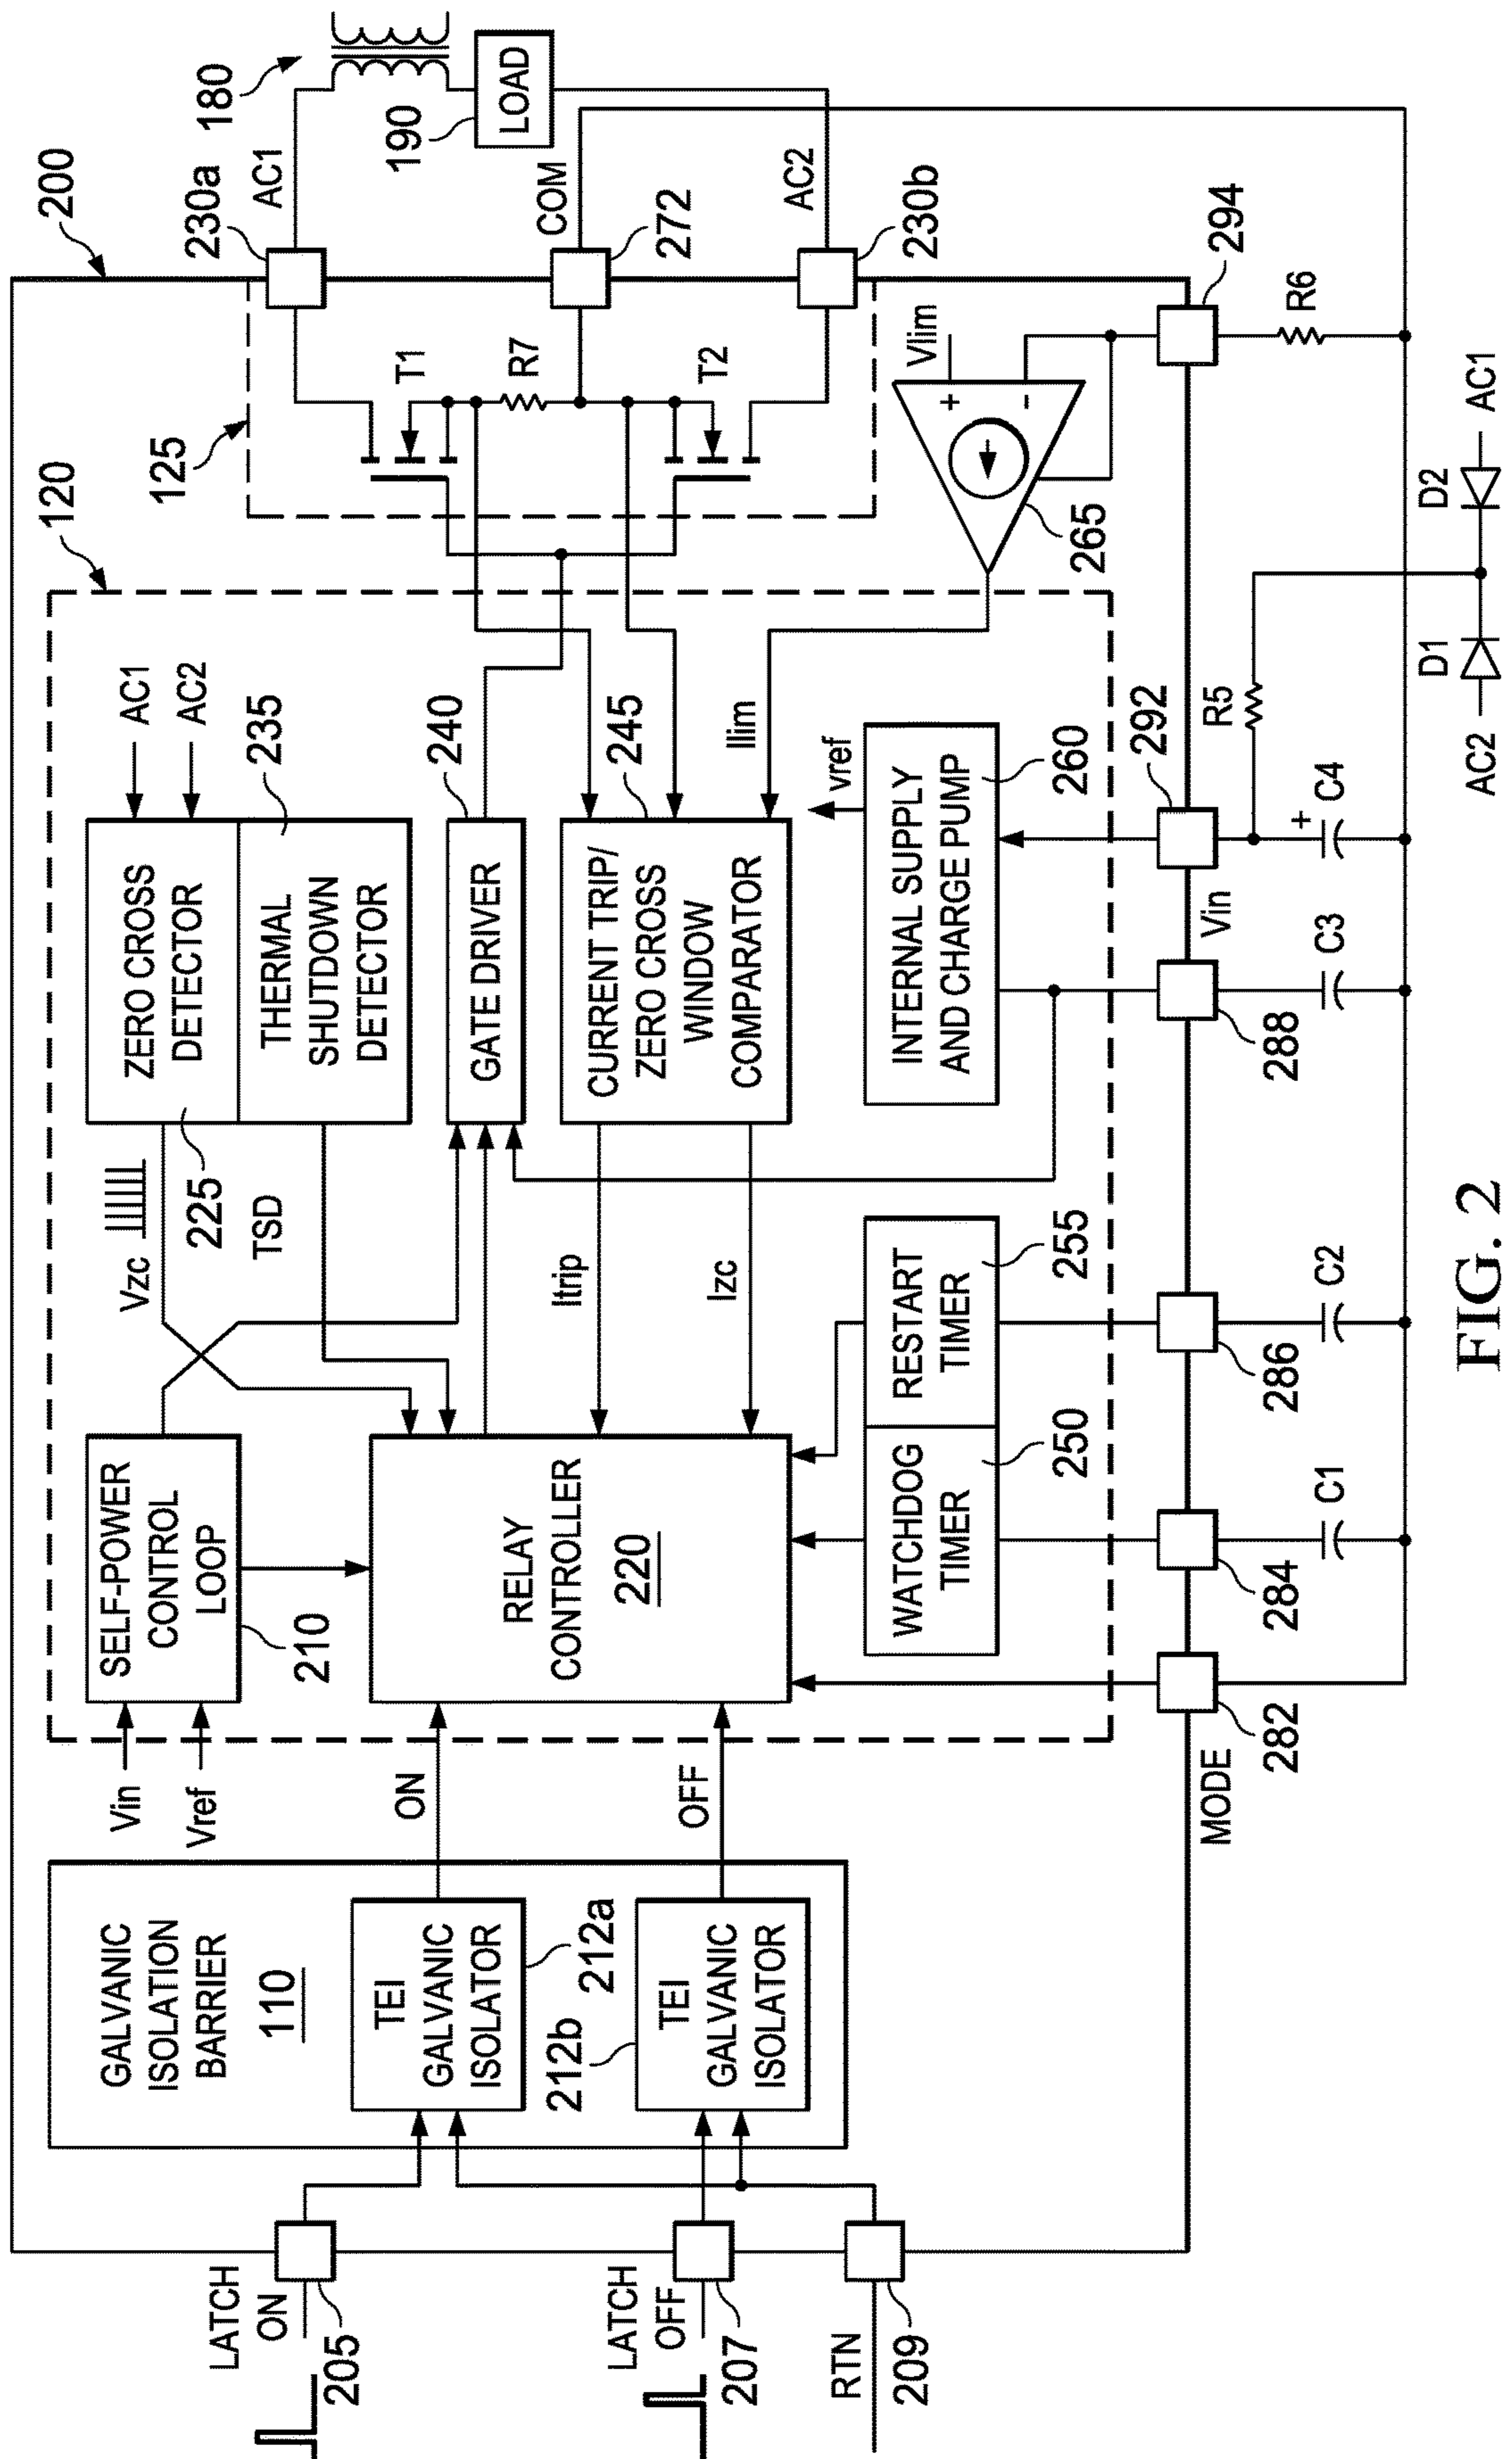 200
120
125
180
230a
AC1
190
LOAD
COM
272
AC2
230b
T1
R7
T2
Vlim
+
-
265
294
R6
AC1
AC2
ZERO CROSS
DETECTOR
225
THERMAL
SHUTDOWN
DETECTOR
235
Vzc
TSD
GATE DRIVER
240
CURRENT TRIP/
ZERO CROSS
WINDOW
COMPARATOR
245
Ilim
Itrip
Izc
vref
INTERNAL SUPPLY
AND CHARGE PUMP
260
SELF-POWER
CONTROL
LOOP
210
Vin
Vref
RELAY
CONTROLLER
220
WATCHDOG
TIMER
250
RESTART
TIMER
255
ON
OFF
GALVANIC
ISOLATION
BARRIER
110
TEI
GALVANIC
ISOLATOR
212a
212b
TEI
GALVANIC
ISOLATOR
LATCH
ON
205
LATCH
OFF
207
RTN
209
MODE
282
284
C1
286
C2
288
C3
Vin
292
+
C4
R5
AC2
D1
D2
AC1
FIG. 2